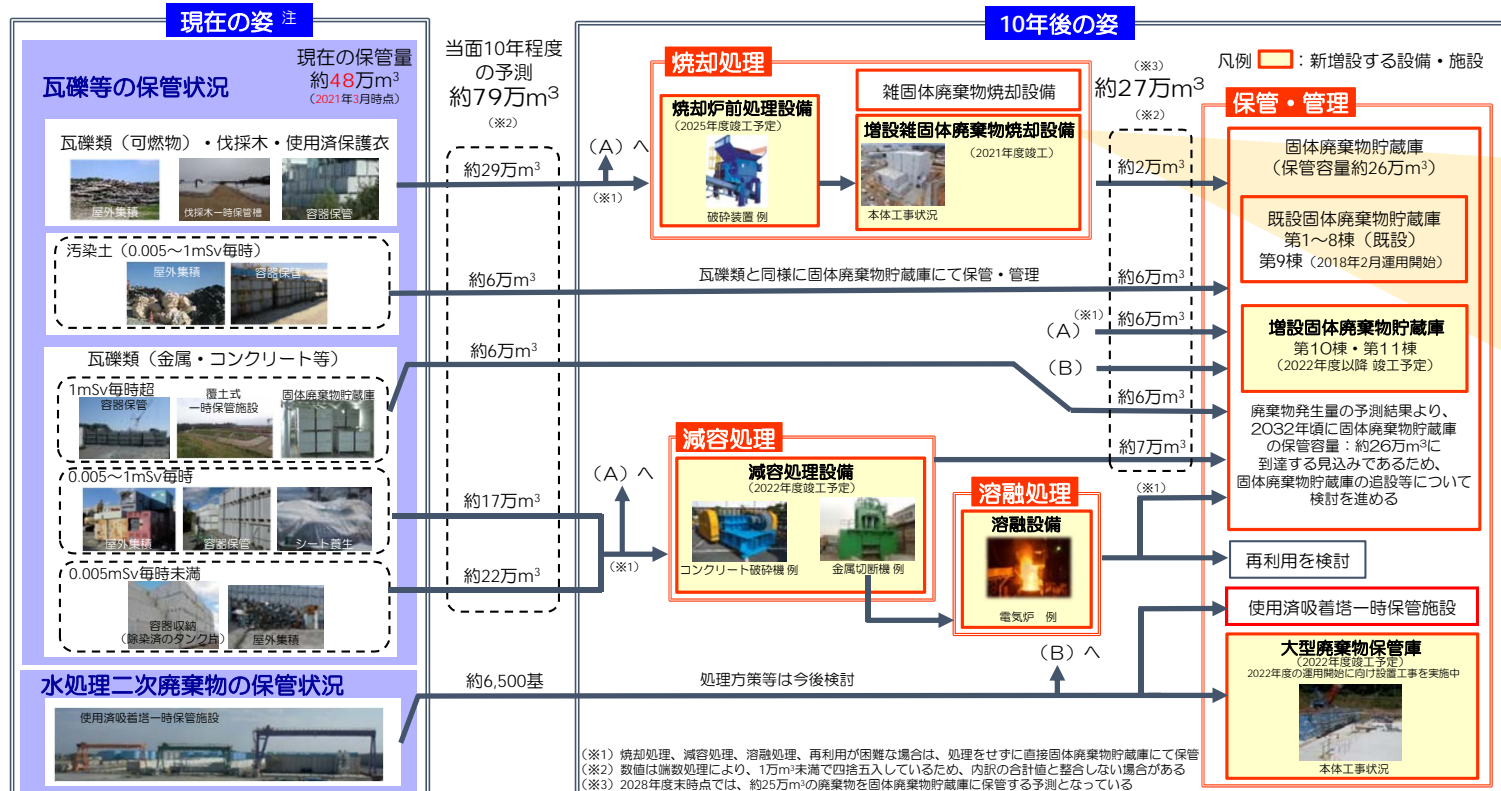 現在の姿 注
瓦礫等の保管状況
現在の保管量
約48万m³
(2021年3月時点)
瓦礫類（可燃物）・伐採木・使用済保護衣
屋外集積
伐採木一時保管槽
容器保管
汚染土（0.005～1mSv毎時）
屋外集積
容器保管
瓦礫類（金属・コンクリート等）
1mSv毎時超
容器保管
覆土式
一時保管施設
固体廃棄物貯蔵庫
0.005～1mSv毎時
屋外集積
容器保管
シート養生
0.005mSv毎時未満
容器収納
(除染済のタンク片)
屋外集積
水処理二次廃棄物の保管状況
使用済吸着塔一時保管施設
当面10年程度
の予測
約79万m³
(※2)
約29万m³
約6万m³
約6万m³
約17万m³
約22万m³
約6,500基
10年後の姿
凡例 ：新増設する設備・施設
（A）へ
(※1)
焼却処理
焼却炉前処理設備
(2025年度竣工予定)
破砕装置 例
雑固体廃棄物焼却設備
増設雑固体廃棄物焼却設備
(2021年度竣工)
本体工事状況
瓦礫類と同様に固体廃棄物貯蔵庫にて保管・管理
（A）へ
(※1)
減容処理
減容処理設備
(2022年度竣工予定)
コンクリート破砕機 例
金属切断機 例
溶融処理
溶融設備
電気炉 例
（B）へ
処理方策等は今後検討
(※3)
約27万m³
(※2)
約2万m³
約6万m³
（A）(※1)
約6万m³
（B）
約6万m³
約7万m³
(※1)
保管・管理
固体廃棄物貯蔵庫
（保管容量約26万m³）
既設固体廃棄物貯蔵庫
第1～8棟（既設）
第9棟（2018年2月運用開始）
増設固体廃棄物貯蔵庫
第10棟・第11棟
(2022年度以降 竣工予定)
廃棄物発生量の予測結果より、
2032年頃に固体廃棄物貯蔵庫
の保管容量：約26万m³に
到達する見込みであるため、
固体廃棄物貯蔵庫の追設等について
検討を進める
再利用を検討
使用済吸着塔一時保管施設
大型廃棄物保管庫
(2022年度竣工予定)
2022年度の運用開始に向け設置工事を実施中
本体工事状況
(※1) 焼却処理、減容処理、溶融処理、再利用が困難な場合は、処理をせずに直接固体廃棄物貯蔵庫にて保管
(※2) 数値は端数処理により、1万m³未満で四捨五入しているため、内訳の合計値と整合しない場合がある
(※3) 2028年度末時点では、約25万m³の廃棄物を固体廃棄物貯蔵庫に保管する予測となっている